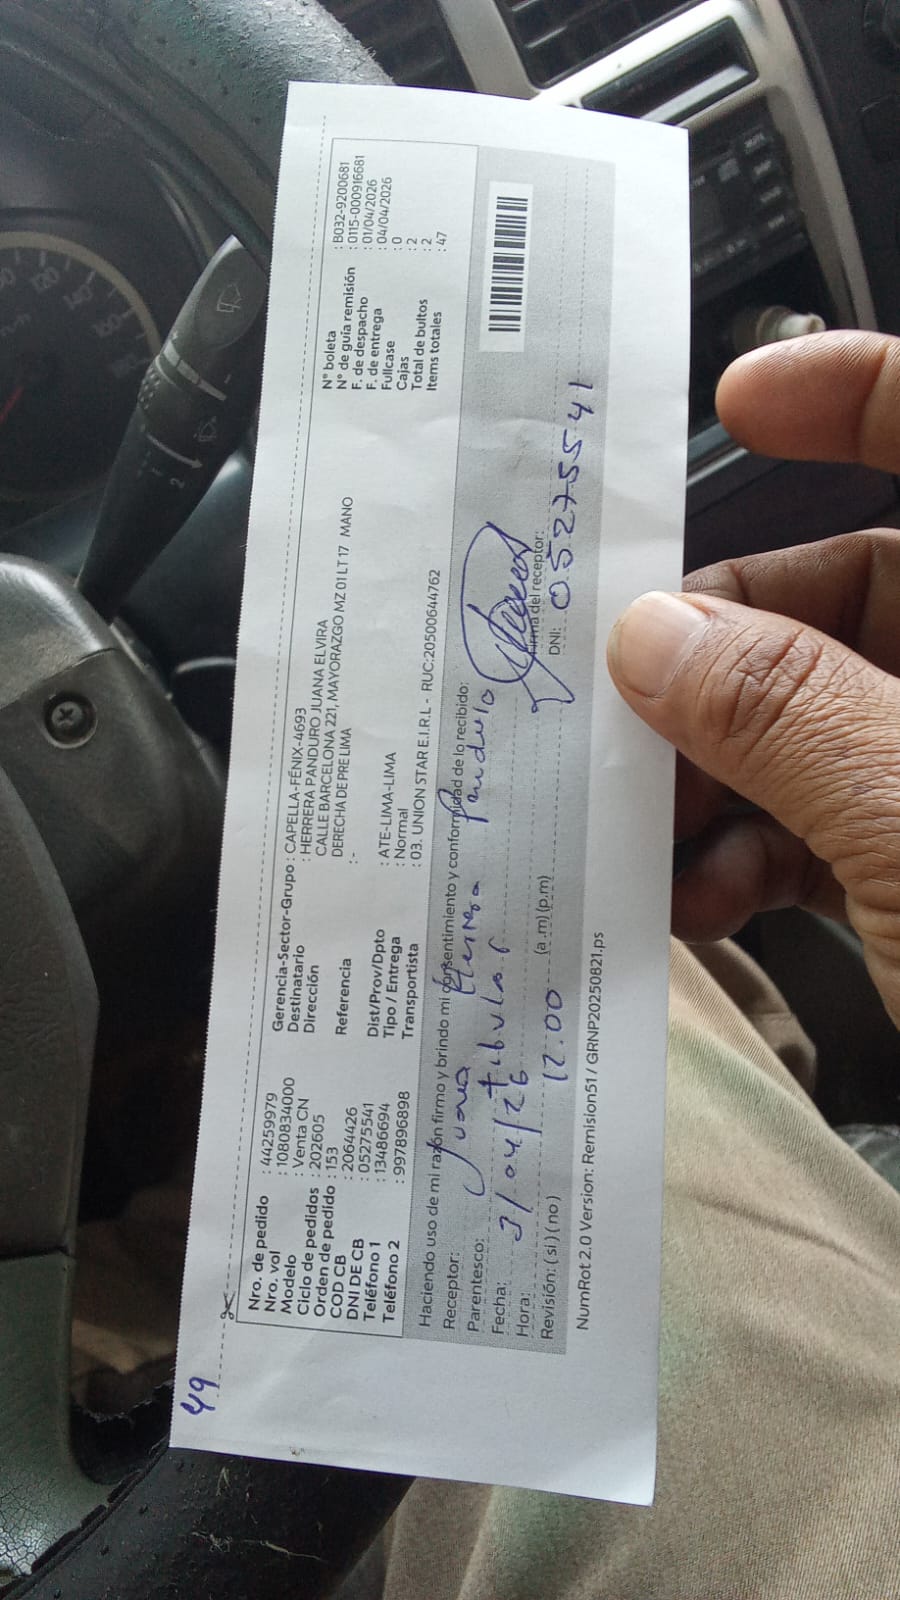 49
Nro. de pedido : 44259979
Nro. vol : 1080834000
Modelo : Venta CN
Ciclo de pedidos : 202605
Orden de pedido : 153
COD CB : 2064426
DNI DE CB : 05275541
Teléfono 1 : 13486694
Teléfono 2 : 997896898
Gerencia-Sector-Grupo : CAPELLA-FÉNIX-4693
Destinatario : HERRERA PANDURO JUANA ELVIRA
Dirección CALLE BARCELONA 221, MAYORAZGO MZ 01 LT 17 MANO
DERECHA DE PRE LIMA
Referencia :-
Dist/Prov/Dpto : ATE-LIMA-LIMA
Tipo / Entrega : Normal
Transportista : 03. UNION STAR E.I.R.L - RUC:20500644762
N° boleta : B032-9200681
N° de guía remisión : 0115-000916681
F. de despacho : 01/04/2026
F. de entrega : 04/04/2026
Fullcase : 0
Cajas : 2
Total de bultos : 2
Items totales : 47
Haciendo uso de mi razón firmo y brindo mi consentimiento y conformidad de lo recibido:
Receptor: Juana Herrera Panduro
Parentesco: titular
Fecha: 3/04/26
Hora: 12.00 (a .m) (p.m)
Revisión: ( si ) ( no )
Firma del receptor:
DNI: 05275541
NumRot 2.0 Version: Remision51 / GRNP20250821.ps